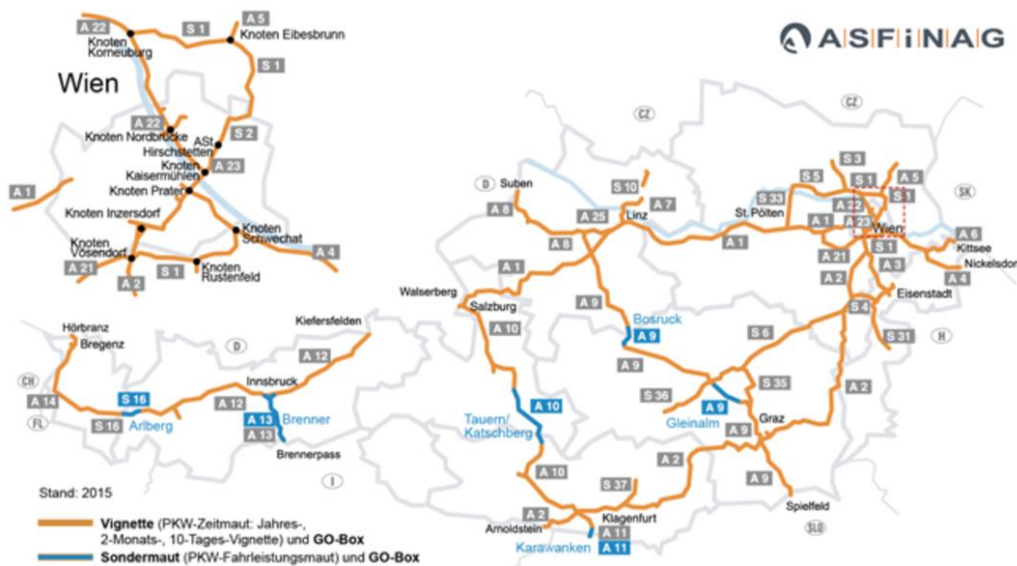 A|S|F|i|N|A|G
A 22
S 1
A 5
Knoten Korneuburg
Knoten Eibesbrunn
S 1
Wien
A 22
Knoten Nordbrücke
S 2
ASt
Hirschstetten
Knoten
Kaisermühlen
A 23
Knoten Prater
A 1
Knoten Inzersdorf
Knoten
Vösendorf
Knoten
Schwechat
A 21
A 2
S 1
Knoten
Rustenfeld
A 4
CZ
CZ
D
SK
Suben
S 10
A 8
A 25
Linz
A 7
S 3
S 5
S 1
A 5
S 33
A 22
S 1
St. Pölten
A 1
A 23
Wien
A 6
Kittsee
A 8
A 1
A 21
S 1
A 3
Nickelsdorf
A 2
A 4
A 1
Walserberg
Salzburg
Eisenstadt
S 4
A 9
A 10
Bosruck
A 9
S 6
S 31
H
A 9
S 35
A 2
S 36
A 9
Gleinalm
Graz
A 10
Tauern/
Katschberg
A 9
A 2
A 10
A 9
S 37
Spielfeld
A 2
Klagenfurt
Arnoldstein
A 11
Karawanken
A 11
SLO
Hörbranz
Bregenz
Kiefersfelden
D
A 12
CH
A 14
FL
S 16
Innsbruck
A 12
A 13
Brenner
S 16
Arlberg
A 13
Brennerpass
I
Stand: 2015
Vignette (PKW-Zeitmaut: Jahres-,
2-Monats-, 10-Tages-Vignette) und GO-Box
Sondermaut (PKW-Fahrleistungsmaut) und GO-Box